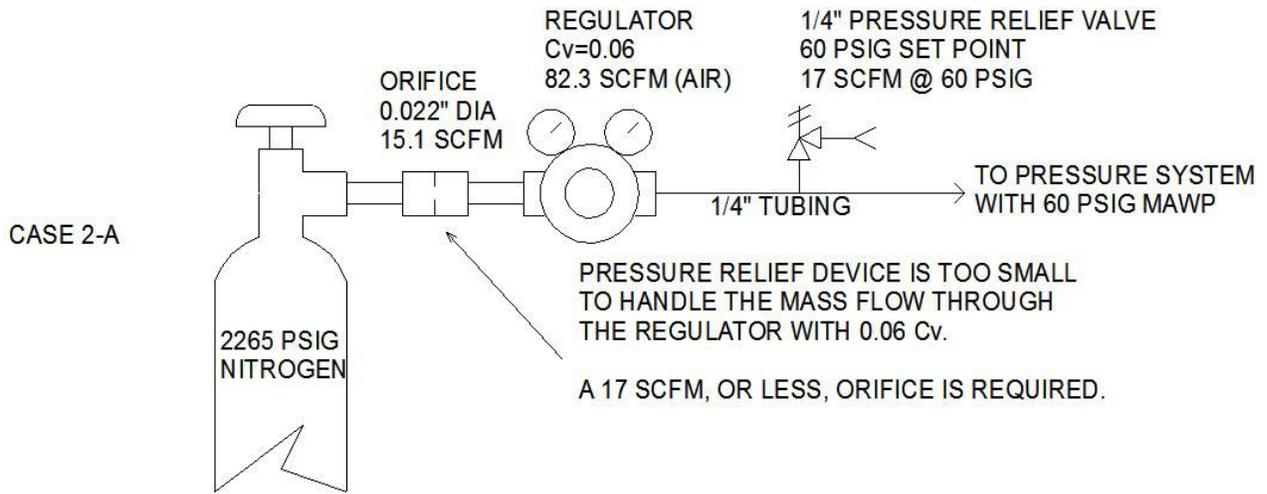 REGULATOR
Cv=0.06
82.3 SCFM (AIR)
1/4" PRESSURE RELIEF VALVE
60 PSIG SET POINT
17 SCFM @ 60 PSIG
ORIFICE
0.022" DIA
15.1 SCFM
TO PRESSURE SYSTEM
WITH 60 PSIG MAWP
1/4" TUBING
CASE 2-A
PRESSURE RELIEF DEVICE IS TOO SMALL
TO HANDLE THE MASS FLOW THROUGH
THE REGULATOR WITH 0.06 Cv.
2265 PSIG
NITROGEN
A 17 SCFM, OR LESS, ORIFICE IS REQUIRED.